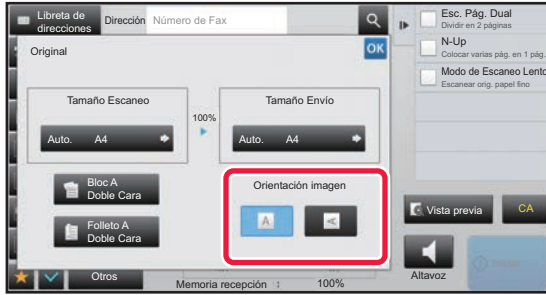 Libreta de
direcciones
Dirección
Número de Fax
Original
OK
Tamaño Escaneo
100%
Tamaño Envío
Auto. A4
Auto. A4
Bloc A
Doble Cara
Folleto A
Doble Cara
Orientación imagen
A
A
Otros
Memoria recepción : 100%
Esc. Pág. Dual
Dividir en 2 páginas
N-Up
Colocar varias pág. en 1 pág.
Modo de Escaneo Lento
Escanear orig. papel fino
Vista previa
CA
Altavoz